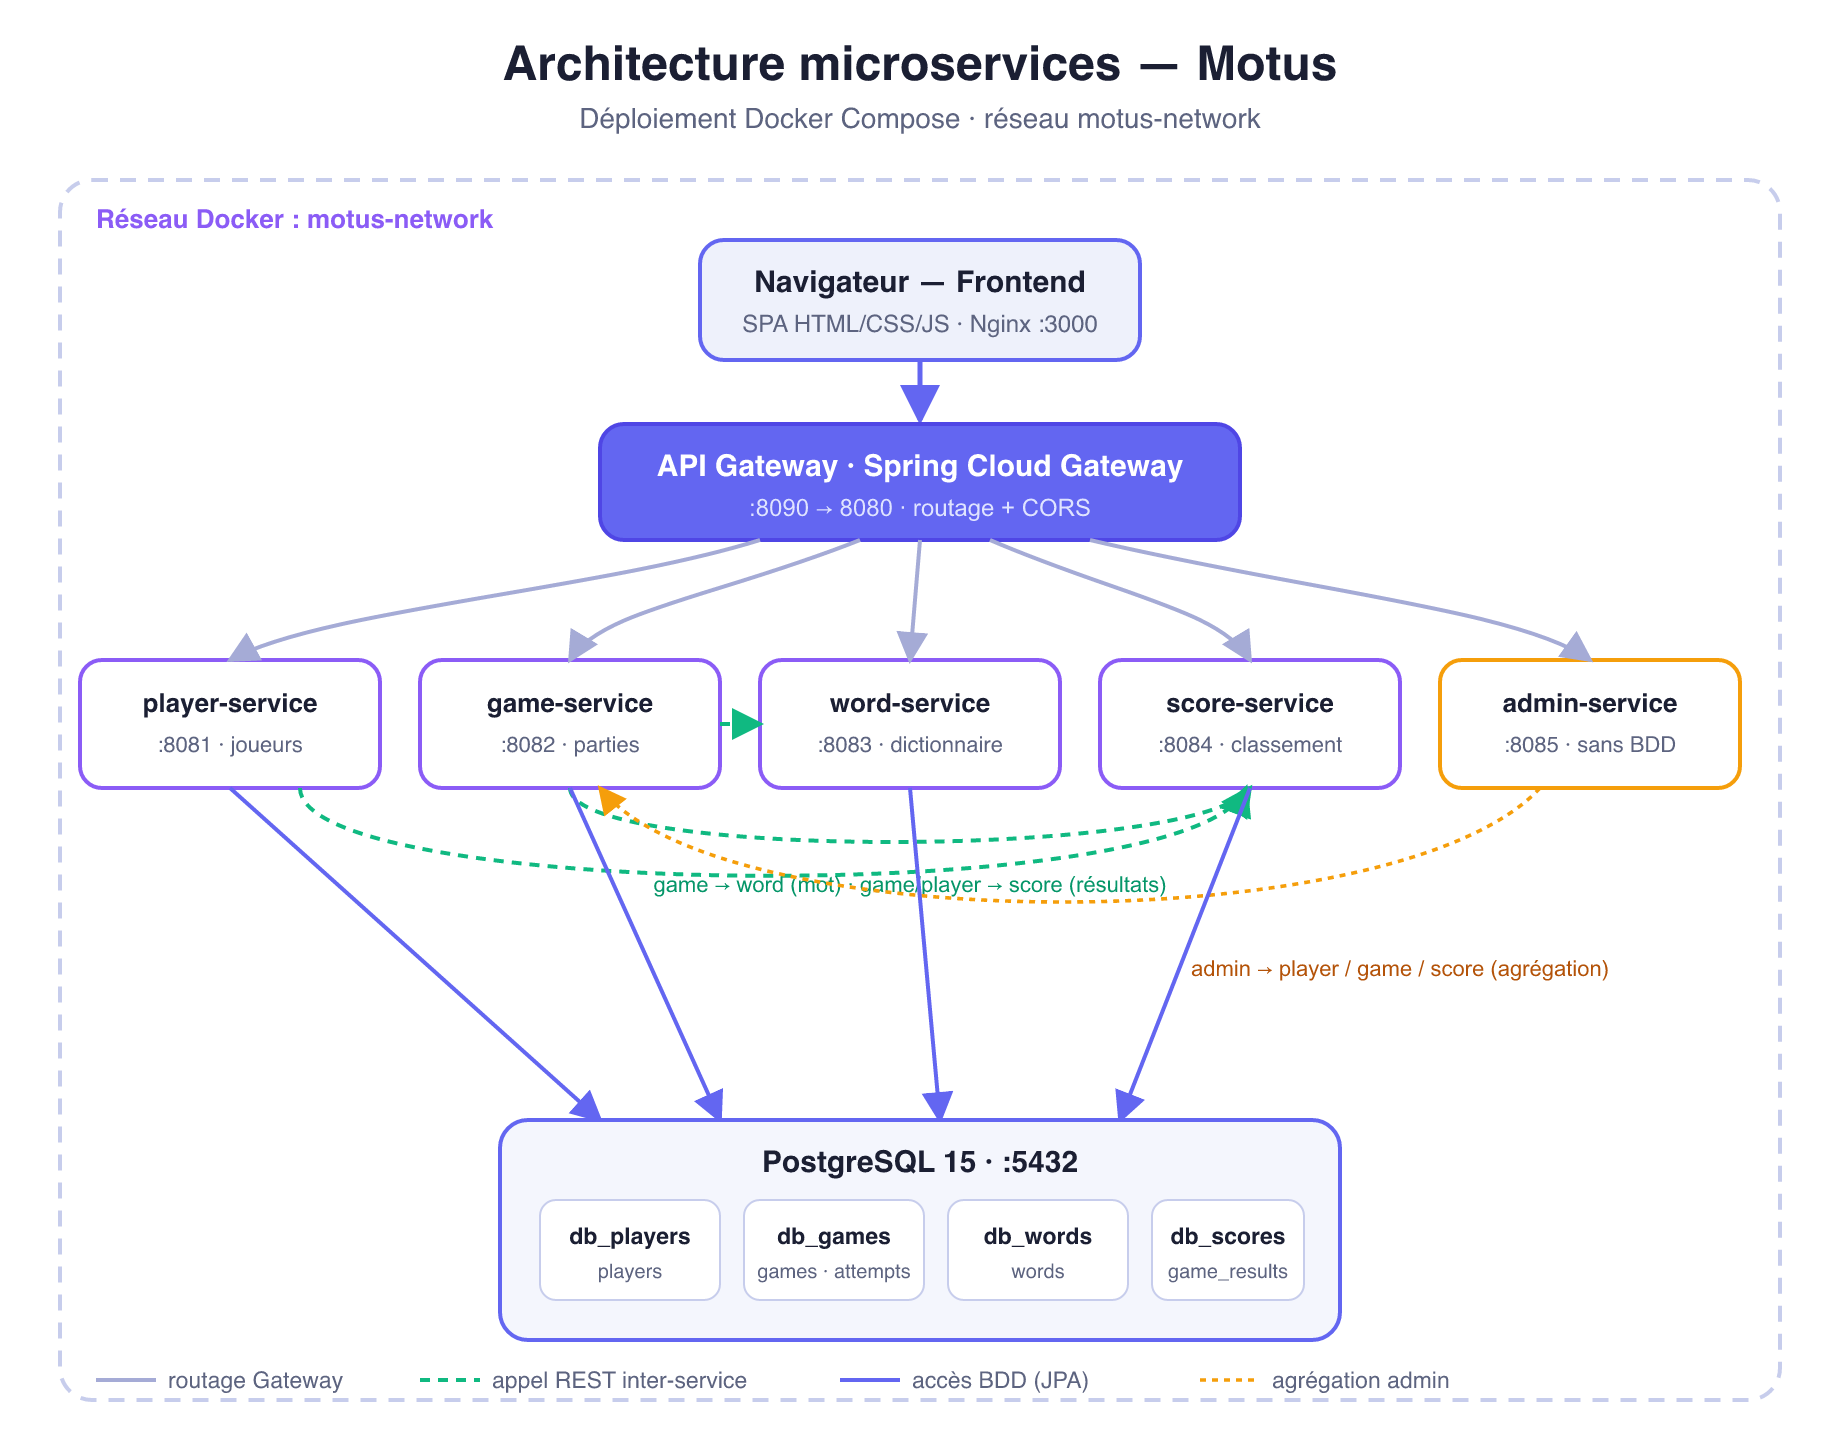 Architecture microservices — Motus
Déploiement Docker Compose · réseau motus-network
Réseau Docker : motus-network
Navigateur — Frontend
SPA HTML/CSS/JS · Nginx :3000
API Gateway · Spring Cloud Gateway
:8090 → 8080 · routage + CORS
player-service
:8081 · joueurs
game-service
:8082 · parties
word-service
:8083 · dictionnaire
score-service
:8084 · classement
admin-service
:8085 · sans BDD
game → word (mot) · game/player → score (résultats)
admin → player / game / score (agrégation)
PostgreSQL 15 · :5432
db_players
players
db_games
games · attempts
db_words
words
db_scores
game_results
routage Gateway
appel REST inter-service
accès BDD (JPA)
agrégation admin